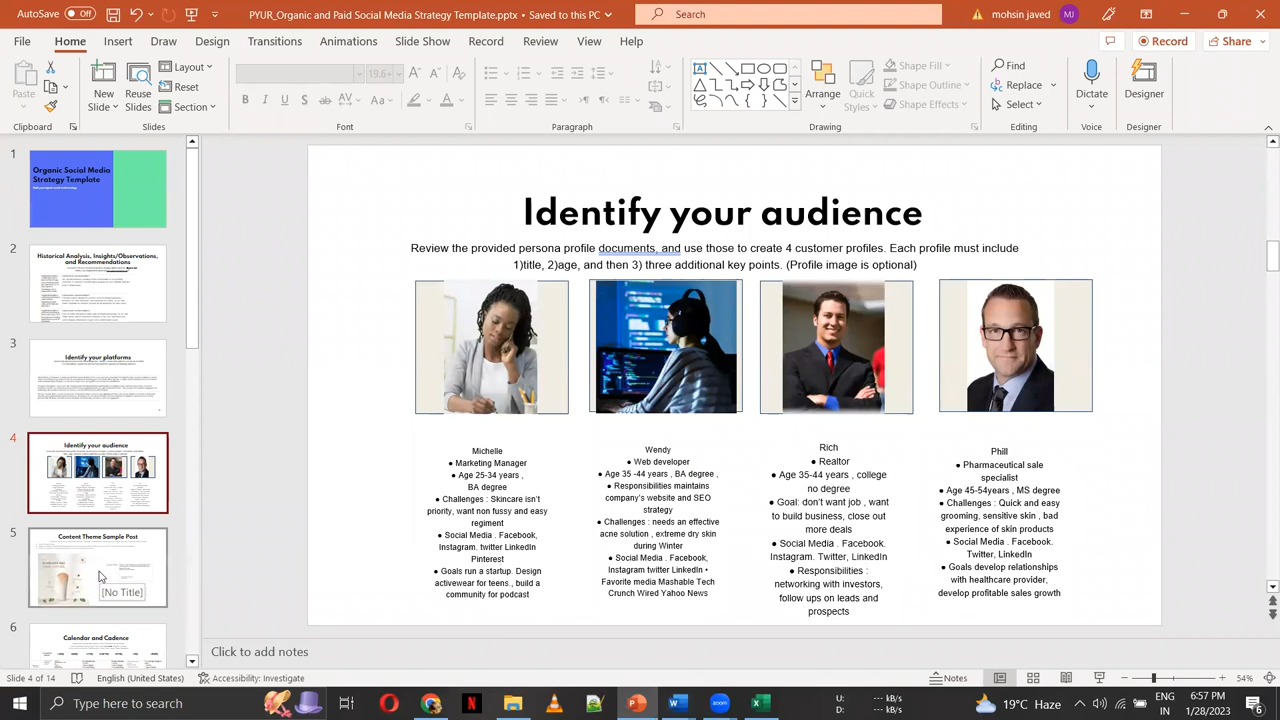 AutoSave Off
PYUR_Organic and Paid Social Media Strategy Template.pptx • Saved to this PC
Search
mohsin javed MJ
File Home Insert Draw Design Transitions Animations Slide Show Record Review View Help
Record Share
Paste
New Slide
Reuse Slides
Layout
Reset
Section
19.6+
Shape Fill
Shape Outline
Shape Effects
Arrange
Quick Styles
Find
Replace
Select
Dictate
Designer
Clipboard Slides Font Paragraph Drawing Editing Voice Designer
1
Organic Social Media
Strategy Template
2
Historical Analysis, Insights/Observations,
and Recommendations
3
Identify your platforms
4
Identify your audience
5
Content Theme Sample Post
[No Title]
6
Calendar and Cadence
Identify your audience
Review the provided persona profile documents, and use those to create 4 customer profiles. Each profile must include
1)title, 2)age, and then 3) three additional key points. (Profile image is optional)
Michelle
● Marketing Manager
● Age 25-34 years ,
BA degree
● Challenges : Skincare isn't
priority, want non fussy and easy
regiment
● Social Media . Facebook,
Instagram. twitter LinkedIn
Pinterest
● Goals run a startup. Design
activewear for teens., build a
community for podcast
Wendy
● Web developer
● Age 35 -44 years , BA degree ,
● Responsibilities maintains
company's website and SEO
strategy
● Challenges : needs an effective
acne solution , extreme dry skin
during Winter
● Social Media . Facebook,
Instagram twitter LinkedIn •
Favorite media Mashable Tech
Crunch Wired Yahoo News
Rich
● Realtor
● Age 35-44 years , college
no degree
● Goal: don't want job , want
to build business, close out
more deals
● Social Media . Facebook.
Instagram. Twitter, LinkedIn
● Responsibilities :
networking with investors,
follow ups on leads and
prospects
Phill
● Pharmaceutical sale
specialist
● Age 45-54years , MS degree
● Challenges : Quick and easy
grooming, sensitive skin , bad
experience of skin products
● Social Media . Facebook.
Twitter, LinkedIn
● Goals develop relationships
with healthcare provider,
develop profitable sales growth
Click to add notes
Slide 4 of 14 English (United States) Accessibility: Investigate Notes 54%
Type here to search
U: --- kB/s
D: --- kB/s
19°C Haze
ENG
IN
6:57 PM
1/28/2023
6